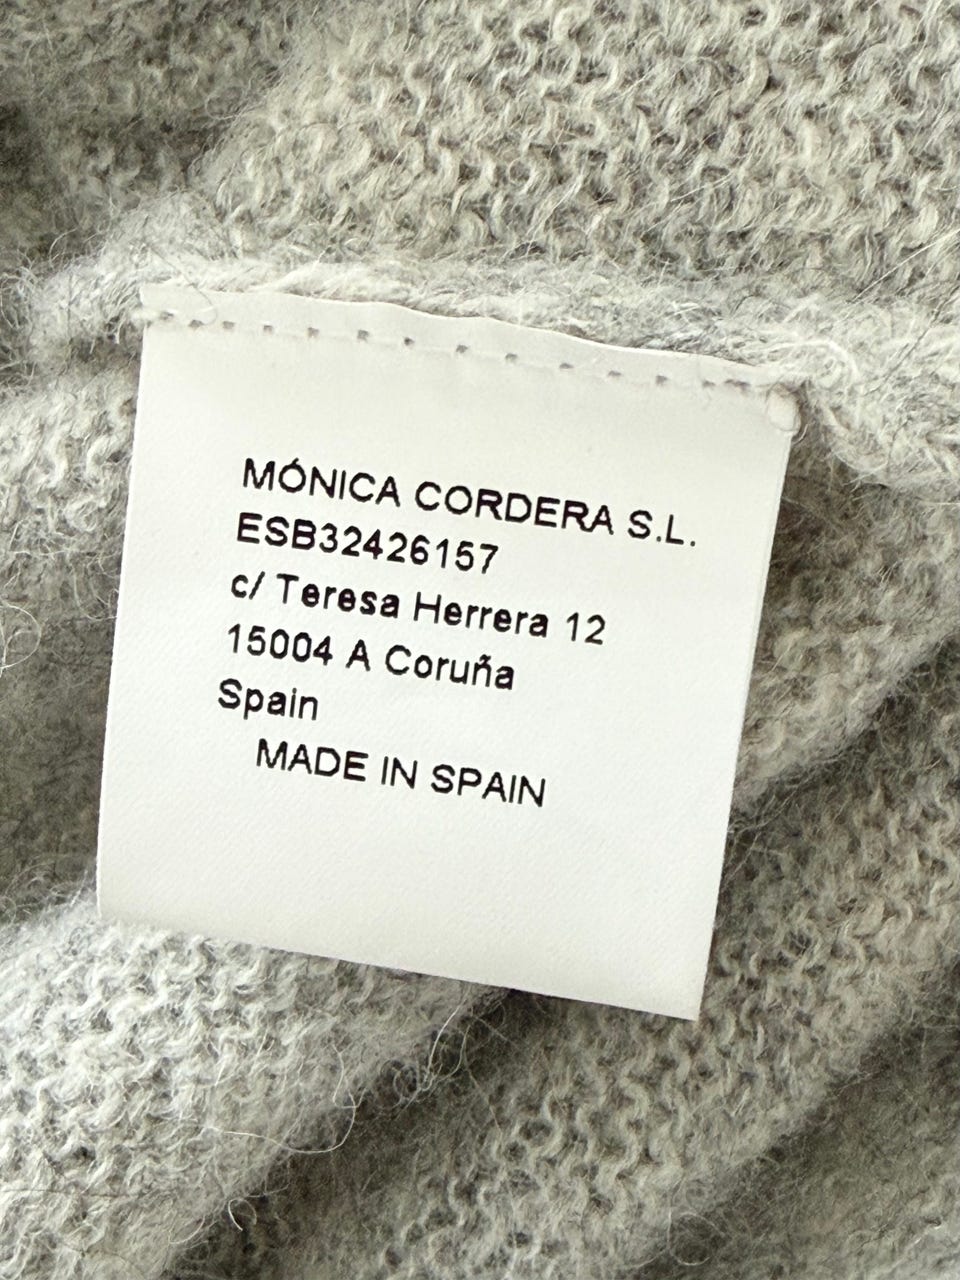 MÓNICA CORDERA S.L.
ESB32426157
c/ Teresa Herrera 12
15004 A Coruña
Spain
MADE IN SPAIN